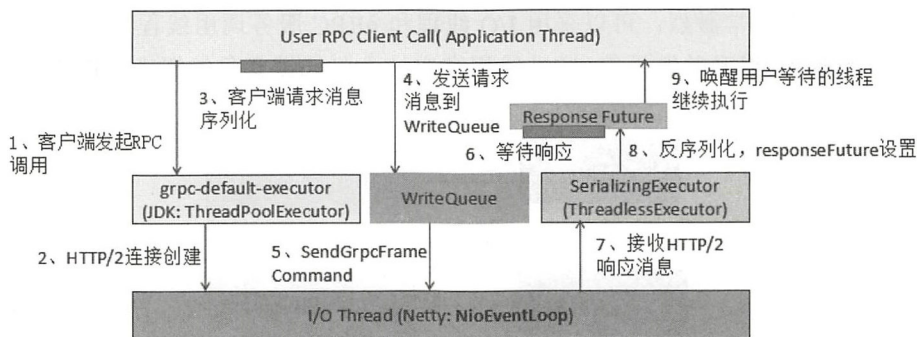 User RPC Client Call( Application Thread)
3、客户端请求消息
序列化
4、发送请求
消息到
WriteQueue
9、唤醒用户等待的线程
继续执行
Response Future
1、客户端发起RPC
调用
6、等待响应
8、反序列化，responseFuture设置
grpc-default-executor
(JDK: ThreadPoolExecutor)
WriteQueue
SerializingExecutor
(ThreadlessExecutor)
2、HTTP/2连接创建
5、SendGrpcFrame
Command
7、接收HTTP/2
响应消息
I/O Thread (Netty: NioEventLoop)